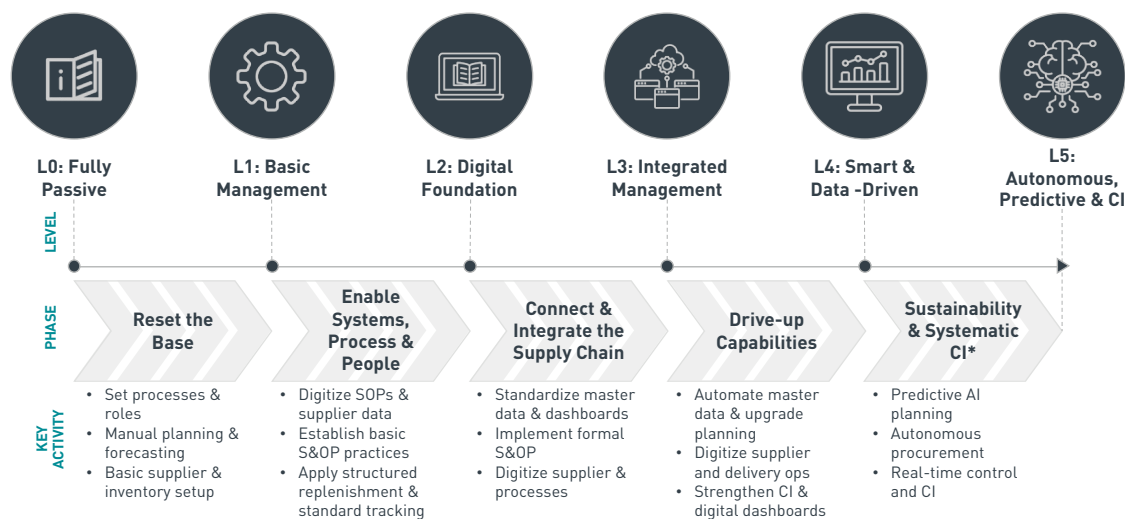 i
L0: Fully
Passive
L1: Basic
Management
L2: Digital
Foundation
L3: Integrated
Management
L4: Smart &
Data -Driven
L5:
Autonomous,
Predictive & CI
LEVEL
PHASE
Reset the
Base
Enable
Systems,
Process &
People
Connect &
Integrate the
Supply Chain
Drive-up
Capabilities
Sustainability
& Systematic
CI*
KEY
ACTIVITY
• Set processes &
roles
• Manual planning &
forecasting
• Basic supplier &
inventory setup
• Digitize SOPs &
supplier data
• Establish basic
S&OP practices
• Apply structured
replenishment &
standard tracking
• Standardize master
data & dashboards
• Implement formal
S&OP
• Digitize supplier &
processes
• Automate master
data & upgrade
planning
• Digitize supplier
and delivery ops
• Strengthen CI &
digital dashboards
• Predictive AI
planning
• Autonomous
procurement
• Real-time control
and CI